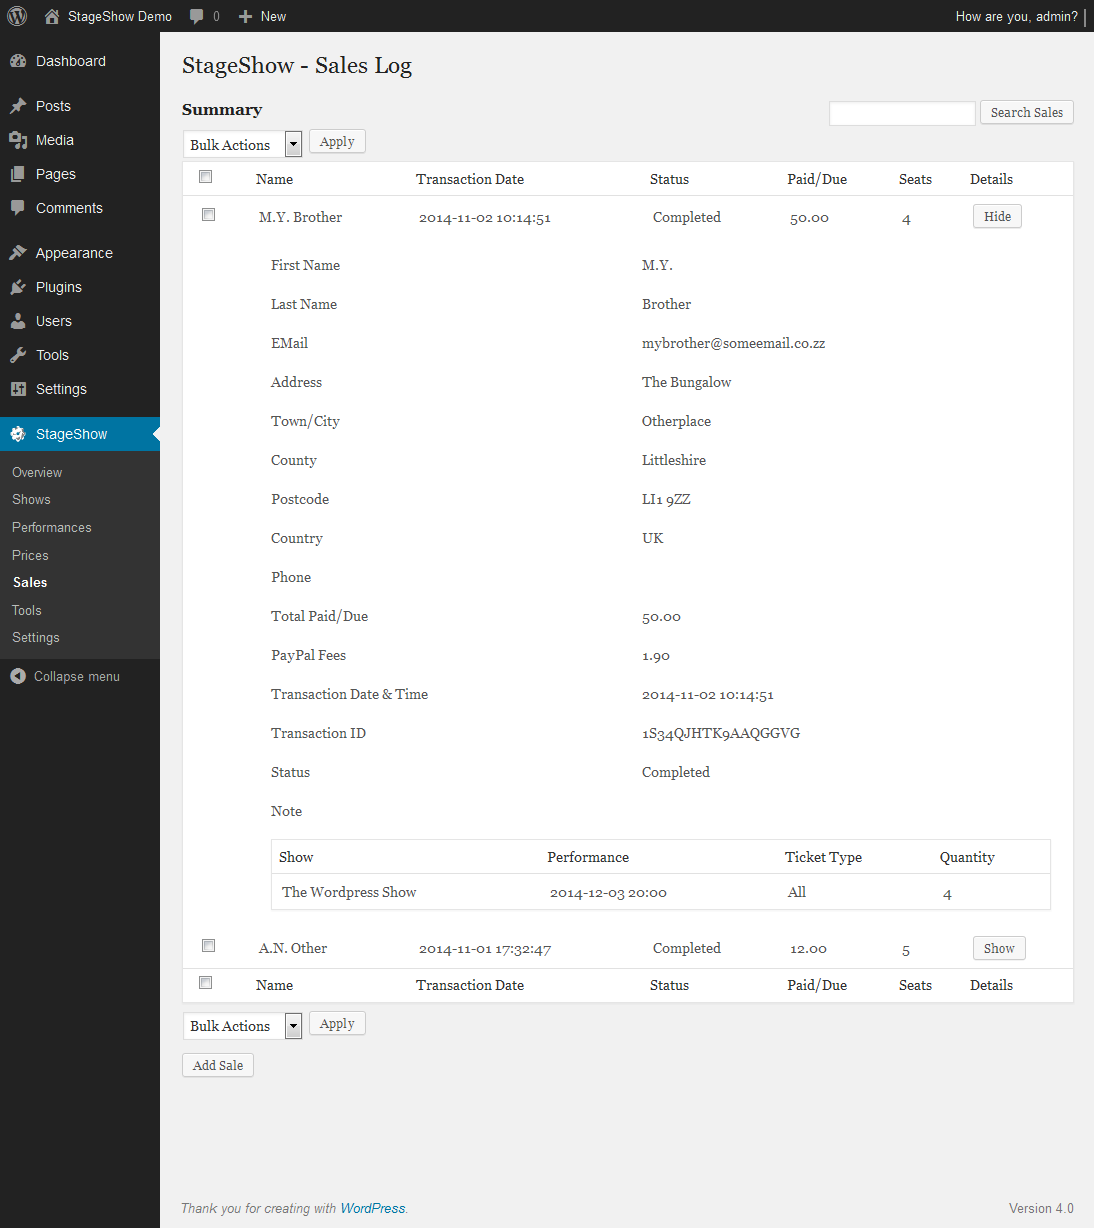 StageShow Demo 0 New How are you, admin?
Dashboard
Posts
Media
Pages
Comments
Appearance
Plugins
Users
Tools
Settings
StageShow
Overview
Shows
Performances
Prices
Sales
Tools
Settings
Collapse menu
StageShow - Sales Log
Summary
Search Sales
Bulk Actions Apply
Name Transaction Date Status Paid/Due Seats Details
M.Y. Brother 2014-11-02 10:14:51 Completed 50.00 4 Hide
First Name M.Y.
Last Name Brother
EMail mybrother@someemail.co.zz
Address The Bungalow
Town/City Otherplace
County Littleshire
Postcode LI1 9ZZ
Country UK
Phone
Total Paid/Due 50.00
PayPal Fees 1.90
Transaction Date & Time 2014-11-02 10:14:51
Transaction ID 1S34QJHTK9AAQGGVG
Status Completed
Note
Show Performance Ticket Type Quantity
The Wordpress Show 2014-12-03 20:00 All 4
A.N. Other 2014-11-01 17:32:47 Completed 12.00 5 Show
Name Transaction Date Status Paid/Due Seats Details
Bulk Actions Apply
Add Sale
Thank you for creating with WordPress. Version 4.0